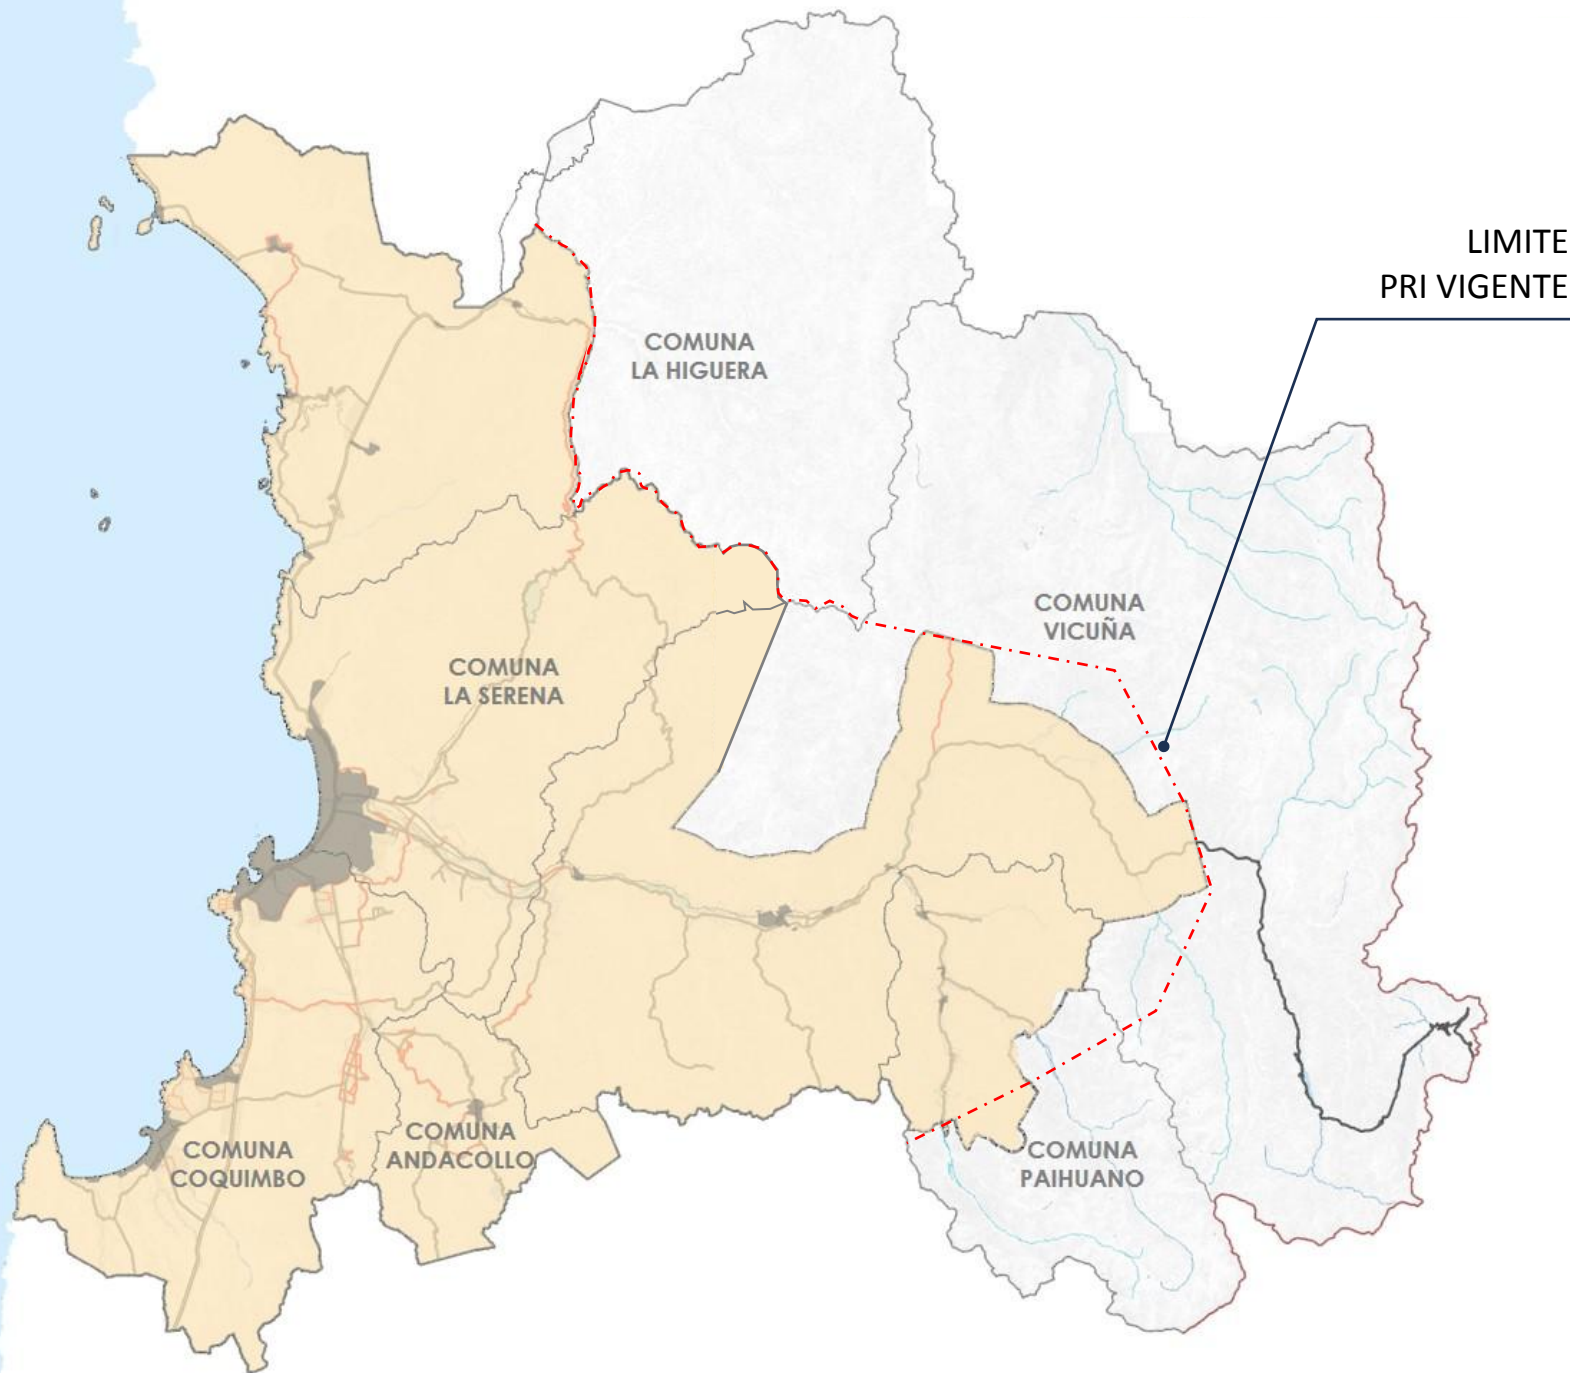 LIMITE
PRI VIGENTE
COMUNA
LA HIGUERA
COMUNA
VICUÑA
COMUNA
LA SERENA
COMUNA
COQUIMBO
COMUNA
ANDACOLLO
COMUNA
PAIHUANO